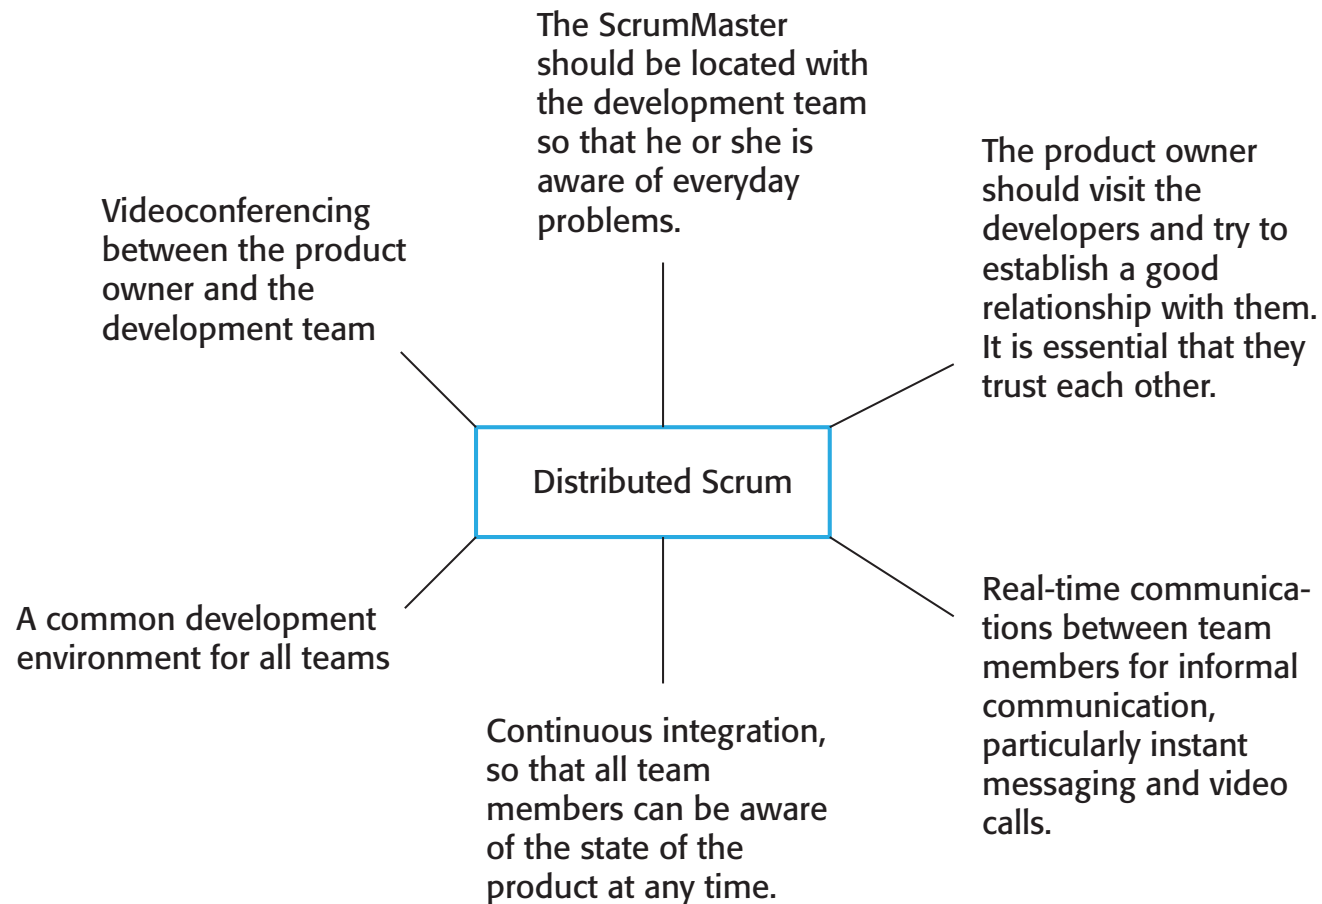 The ScrumMaster
should be located with
the development team
so that he or she is
aware of everyday
problems.
Videoconferencing
between the product
owner and the
development team
The product owner
should visit the
developers and try to
establish a good
relationship with them.
It is essential that they
trust each other.
Distributed Scrum
A common development
environment for all teams
Continuous integration,
so that all team
members can be aware
of the state of the
product at any time.
Real-time communica-
tions between team
members for informal
communication,
particularly instant
messaging and video
calls.